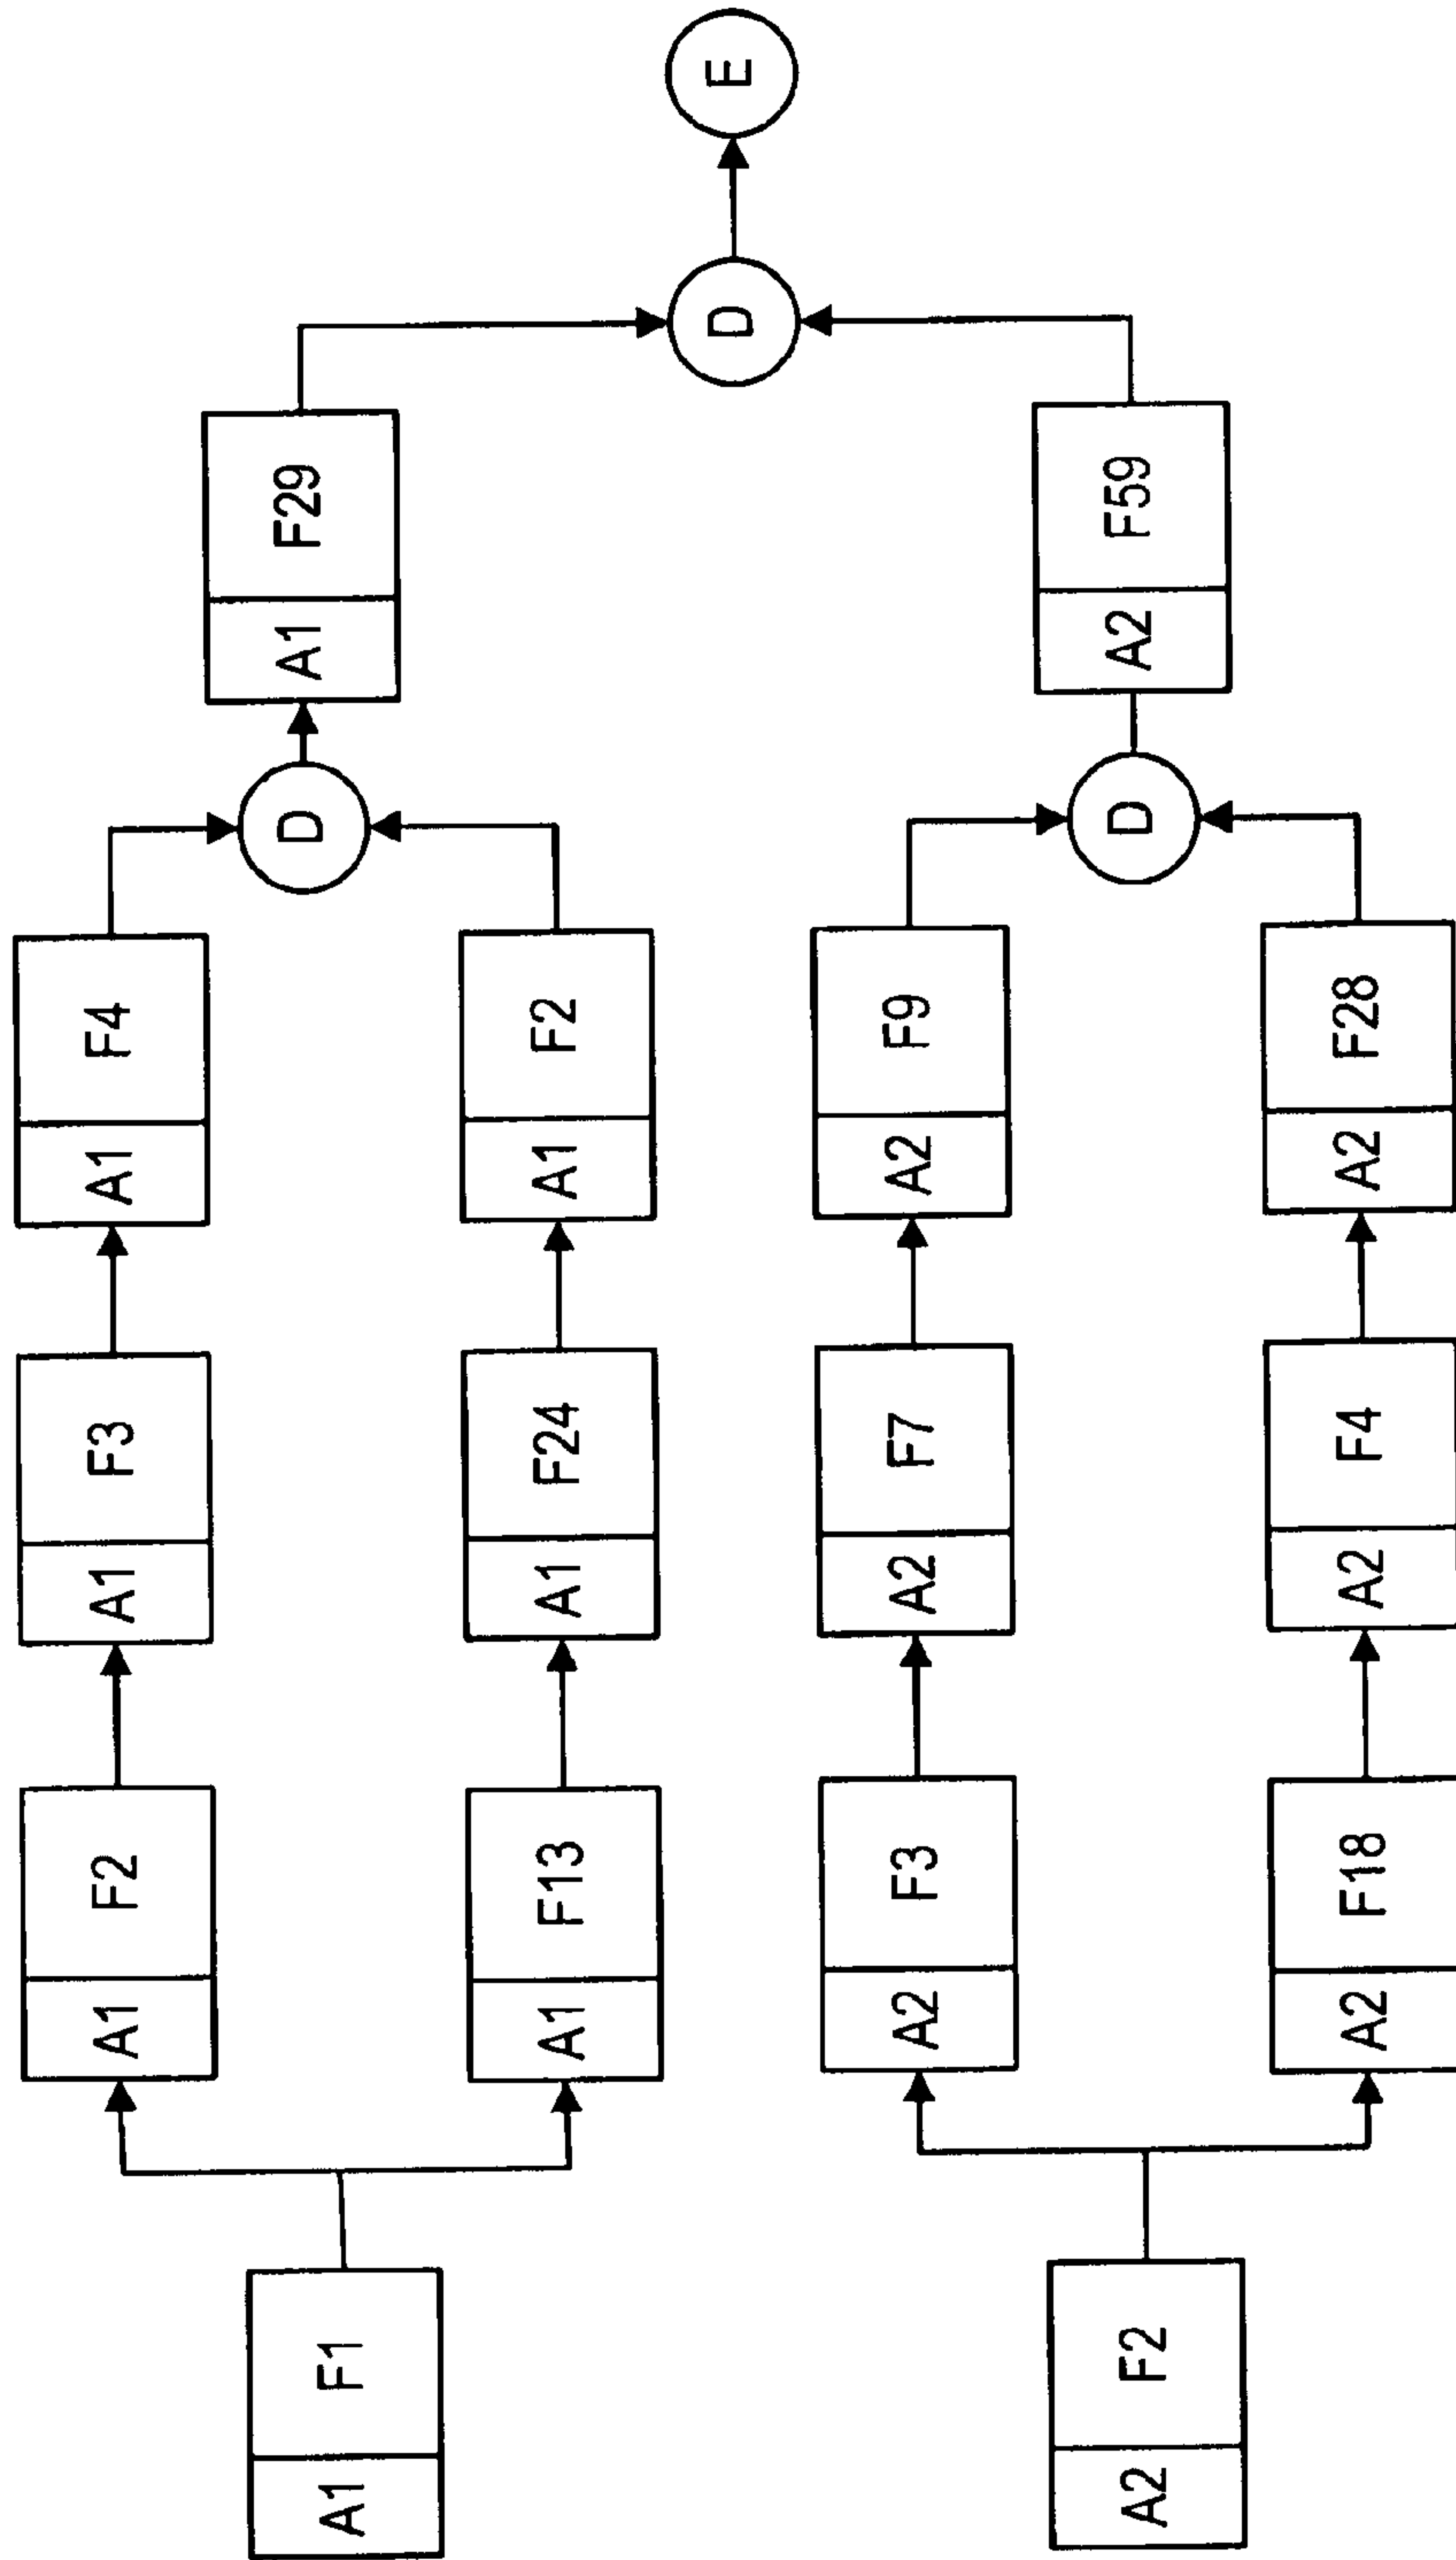 A1 F2 A1 F3 A1 F4
A1 F1 D A1 F29
A1 F13 A1 F24 A1 F2
D E
A2 F3 A2 F7 A2 F9
A2 F2 D A2 F59
A2 F18 A2 F4 A2 F28